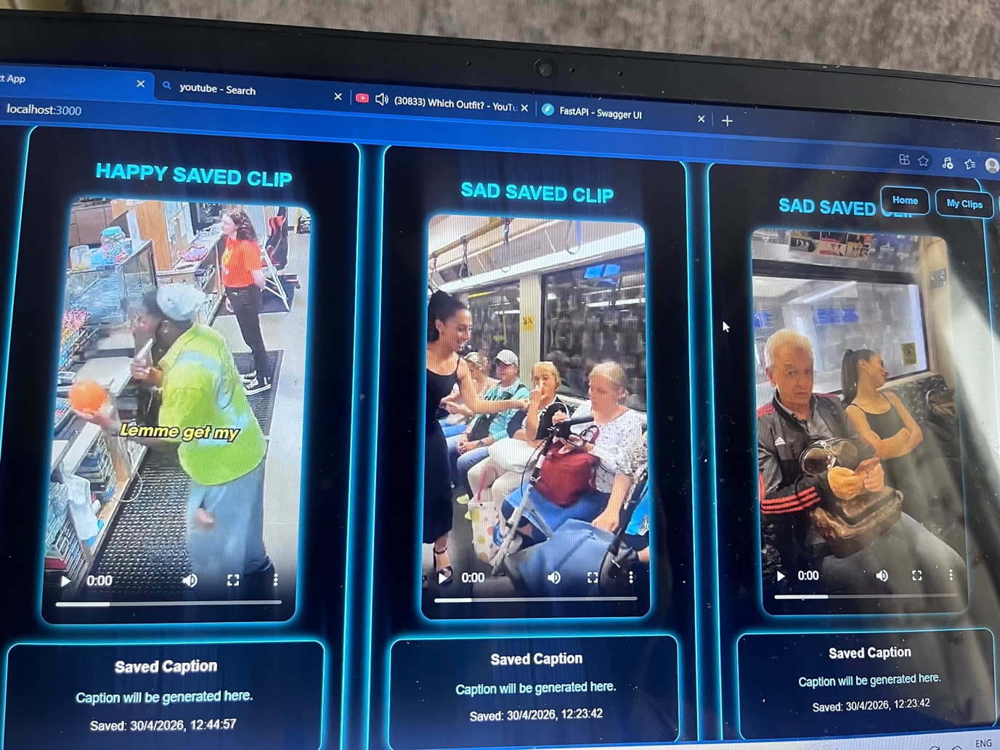 ct App
youtube - Search
(30833) Which Outfit? - YouTu
FastAPI - Swagger UI
localhost:3000
Home
My Clips
HAPPY SAVED CLIP
SAD SAVED CLIP
SAD SAVED CLIP
Lemme get my
0:00
0:00
0:00
Saved Caption
Caption will be generated here.
Saved: 30/4/2026, 12:44:57
Saved Caption
Caption will be generated here.
Saved: 30/4/2026, 12:23:42
Saved Caption
Caption will be generated here.
Saved: 30/4/2026, 12:23:42
ENG